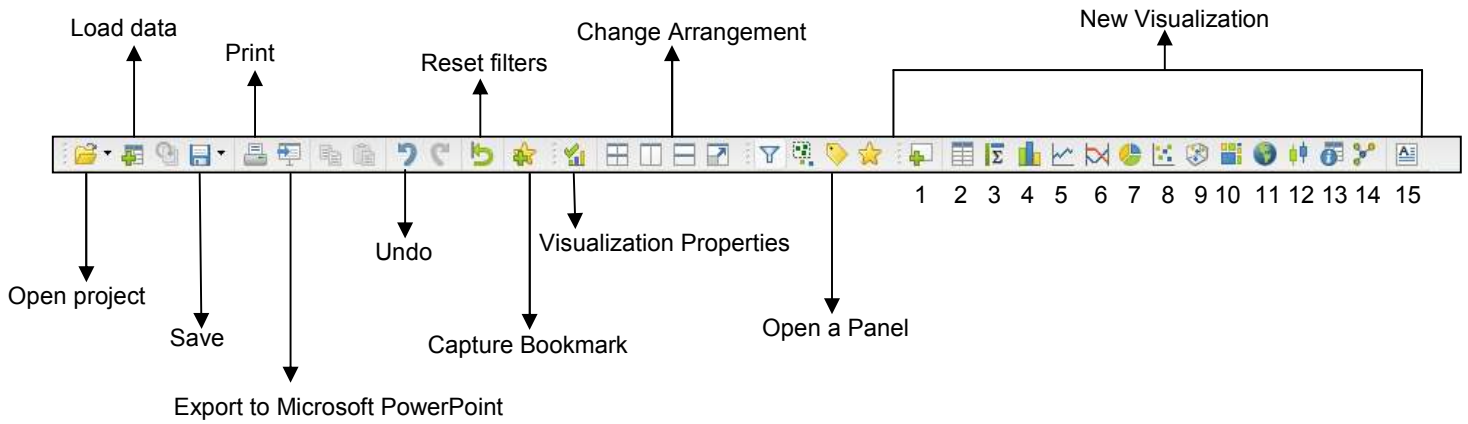 New Visualization
Load data
Change Arrangement
Print
Reset filters
Σ
1 2 3 4 5 6 7 8 9 10 11 12 13 14 15
Undo
Visualization Properties
Open project
Save
Capture Bookmark
Open a Panel
Export to Microsoft PowerPoint